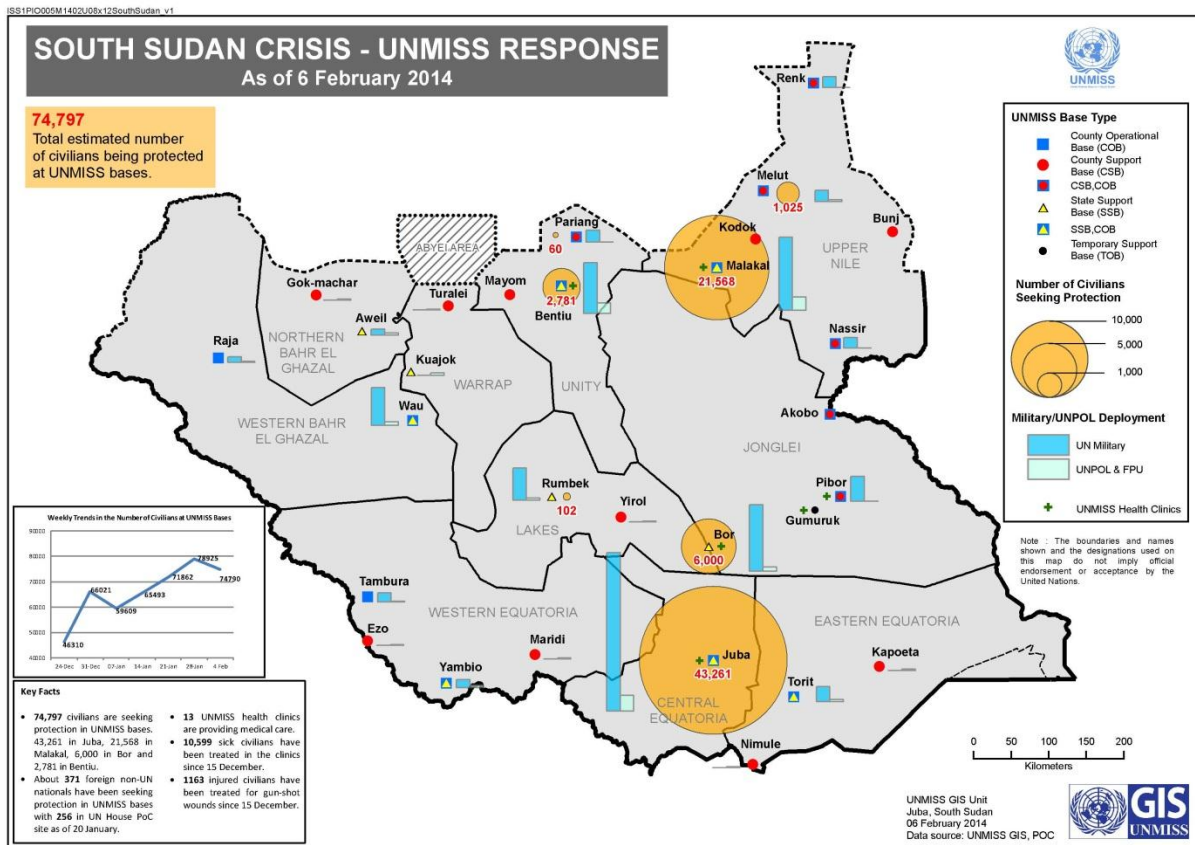 ISS1PIO005M1402U08x12SouthSudan_v1
SOUTH SUDAN CRISIS - UNMISS RESPONSE
As of 6 February 2014
74,797
Total estimated number
of civilians being protected
at UNMISS bases.
UNMISS
Renk
Melut
1,025
Kodok
Bunj
UPPER
NILE
Malakal
21,568
Pariang
60
ABYEI AREA
Gok-machar
Turalei
Mayom
2,781
Bentiu
Aweil
NORTHERN
BAHR EL
GHAZAL
Raja
Kuajok
WARRAP
UNITY
Nassir
Wau
WESTERN BAHR
EL GHAZAL
Akobo
JONGLEI
Rumbek
102
Yirol
LAKES
Pibor
Gumuruk
Bor
6,000
Tambura
WESTERN EQUATORIA
EASTERN EQUATORIA
Ezo
Maridi
Yambio
Juba
43,261
Kapoeta
Torit
CENTRAL
EQUATORIA
Nimule
UNMISS Base Type
County Operational
Base (COB)
County Support
Base (CSB)
CSB,COB
State Support
Base (SSB)
SSB,COB
Temporary Support
Base (TOB)
Number of Civilians
Seeking Protection
10,000
5,000
1,000
Military/UNPOL Deployment
UN Military
UNPOL & FPU
UNMISS Health Clinics
Note : The boundaries and names
shown and the designations used on
this map do not imply official
endorsement or acceptance by the
United Nations.
Weekly Trends in the Number of Civilians at UNMISS Bases
90000
80000
70000
60000
50000
40000
46310
66021
59609
65493
71862
78925
74790
24-Dec
31-Dec
07-Jan
14-Jan
21-Jan
28-Jan
4 Feb
Key Facts
• 74,797 civilians are seeking
protection in UNMISS bases.
43,261 in Juba, 21,568 in
Malakal, 6,000 in Bor and
2,781 in Bentiu.
• About 371 foreign non-UN
nationals have been seeking
protection in UNMISS bases
with 256 in UN House PoC
site as of 20 January.
• 13 UNMISS health clinics
are providing medical care.
• 10,599 sick civilians have
been treated in the clinics
since 15 December.
• 1163 injured civilians have
been treated for gun-shot
wounds since 15 December.
0 50 100 150 200
Kilometers
UNMISS GIS Unit
Juba, South Sudan
06 February 2014
Data source: UNMISS GIS, POC
GIS
UNMISS